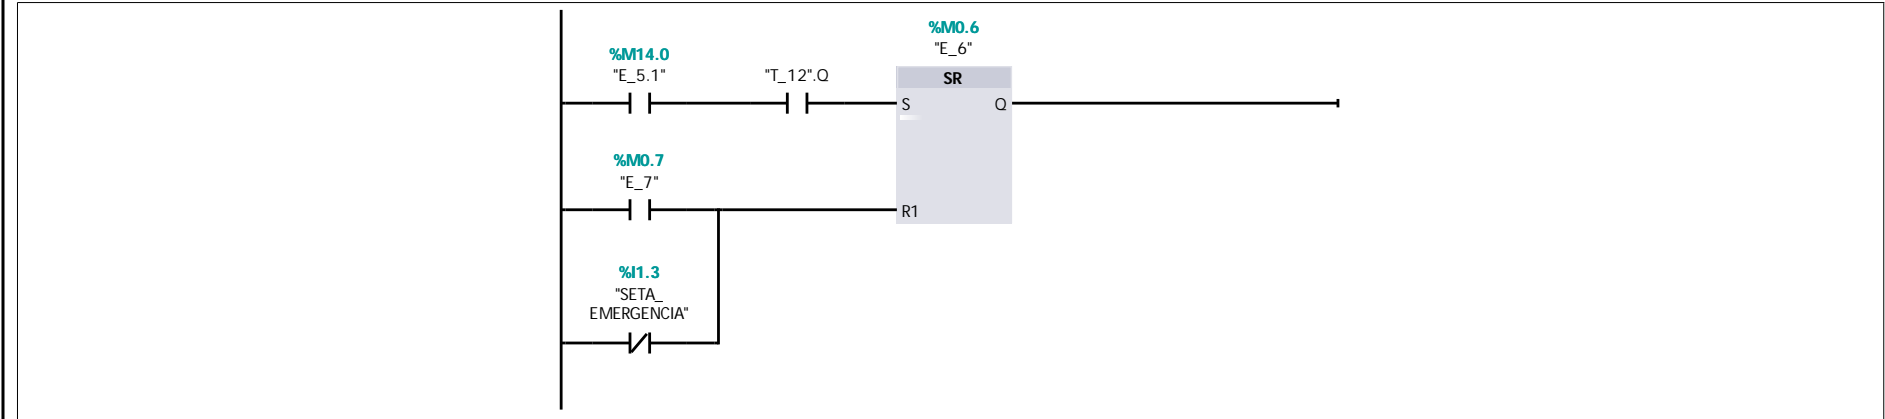 %M0.6
"E_6"
%M14.0
"E_5.1"
"T_12".Q
SR
S
Q
%M0.7
"E_7"
R1
%I1.3
"SETA_
EMERGENCIA"